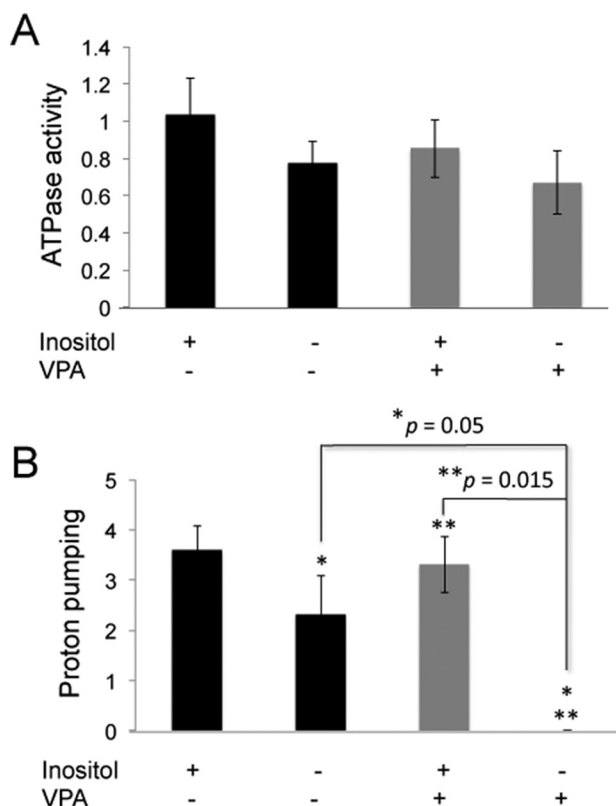 A
ATPase activity
1.4
1.2
1
0.8
0.6
0.4
0.2
0
Inositol + - + -
VPA - - + +
B
Proton pumping
*p = 0.05
**p = 0.015
5
4
3
2
1
0
*
**
*
**
Inositol + - + -
VPA - - + +